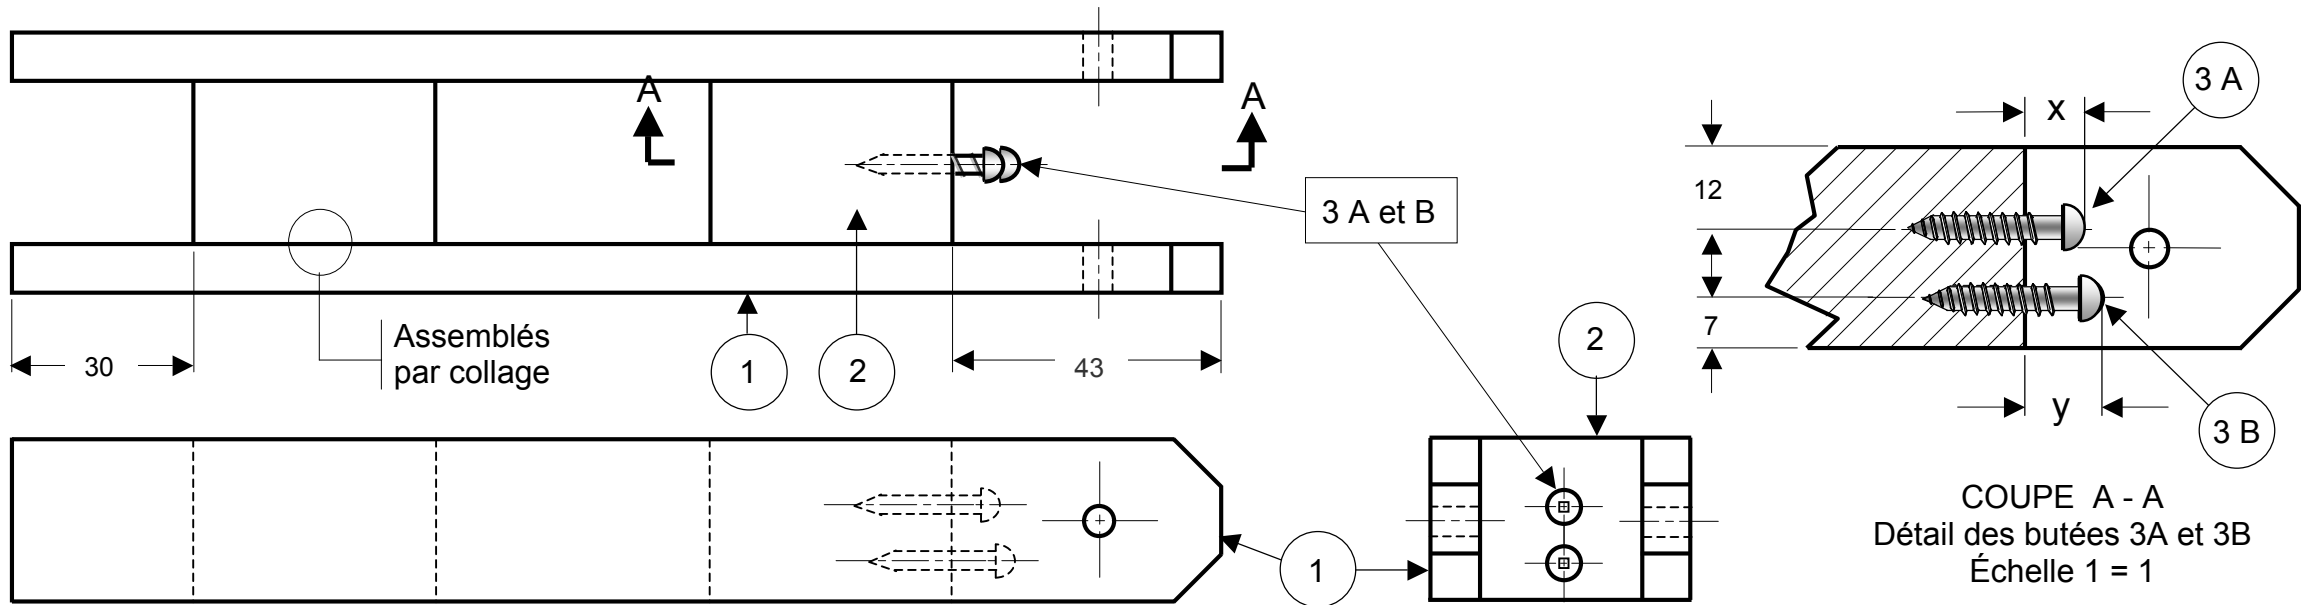 A
A
3 A et B
Assemblés
par collage
30
1
2
43
2
1
x
3 A
12
7
y
3 B
COUPE A - A
Détail des butées 3A et 3B
Échelle 1 = 1